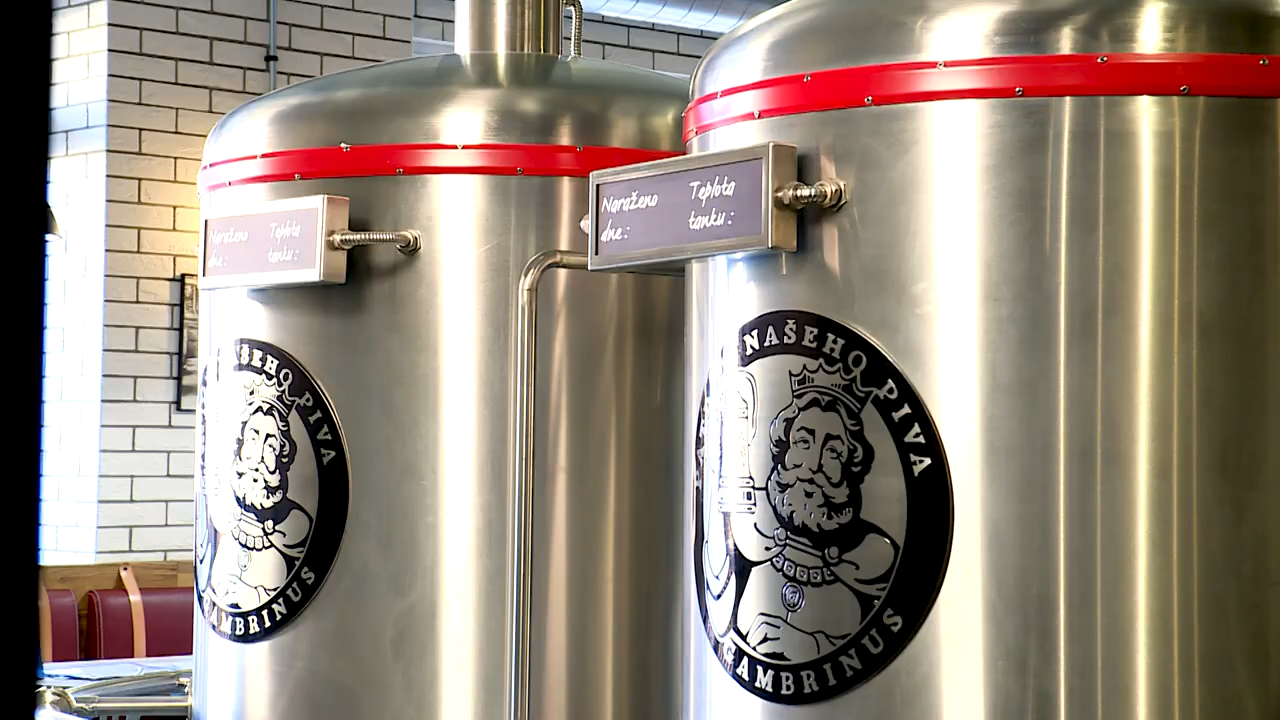 Naraženo
dne:
Teplota
tanku:
Naraženo
dne:
Teplota
tanku:
NAŠEHO PIVA
GAMBRINUS
NAŠEHO PIVA
GAMBRINUS